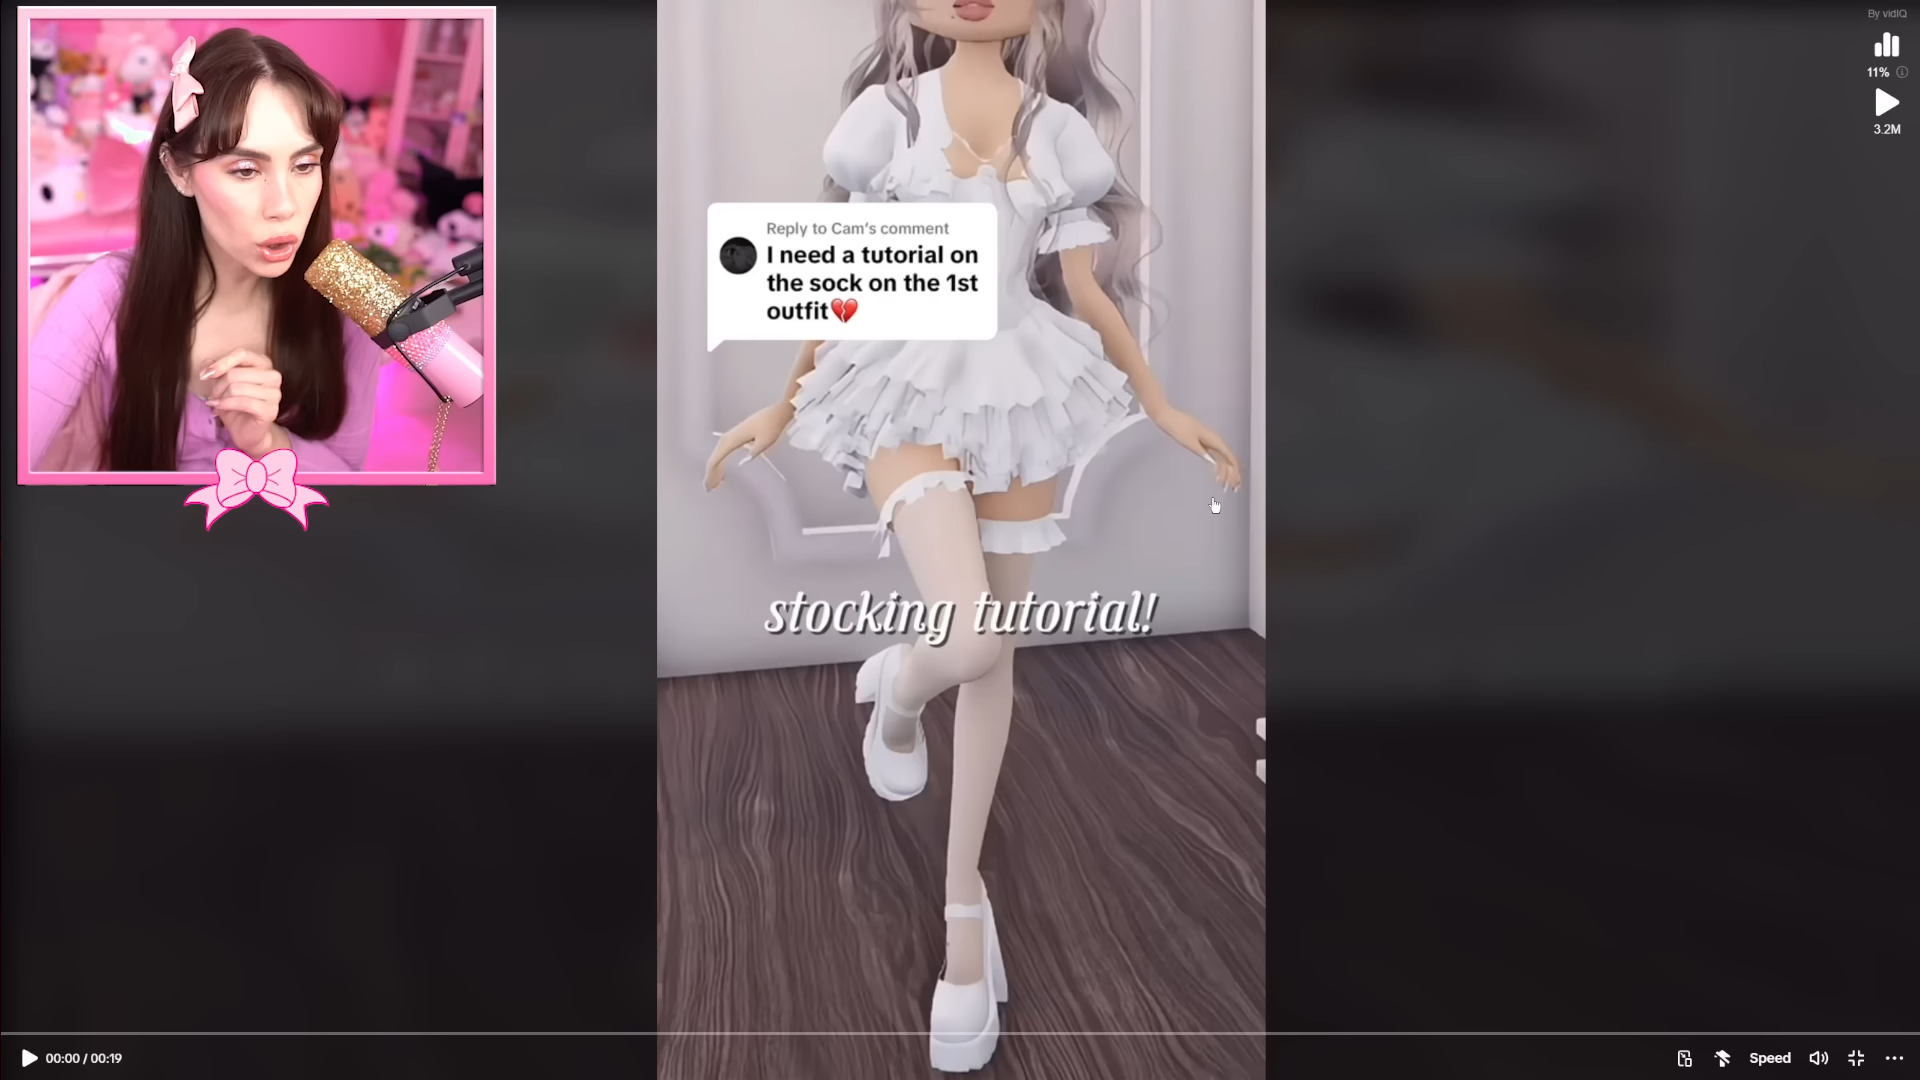 By vidIQ
11%
3.2M
Reply to Cam's comment
I need a tutorial on
the sock on the 1st
outfit💔
stocking tutorial!
00:00 / 00:19
Speed